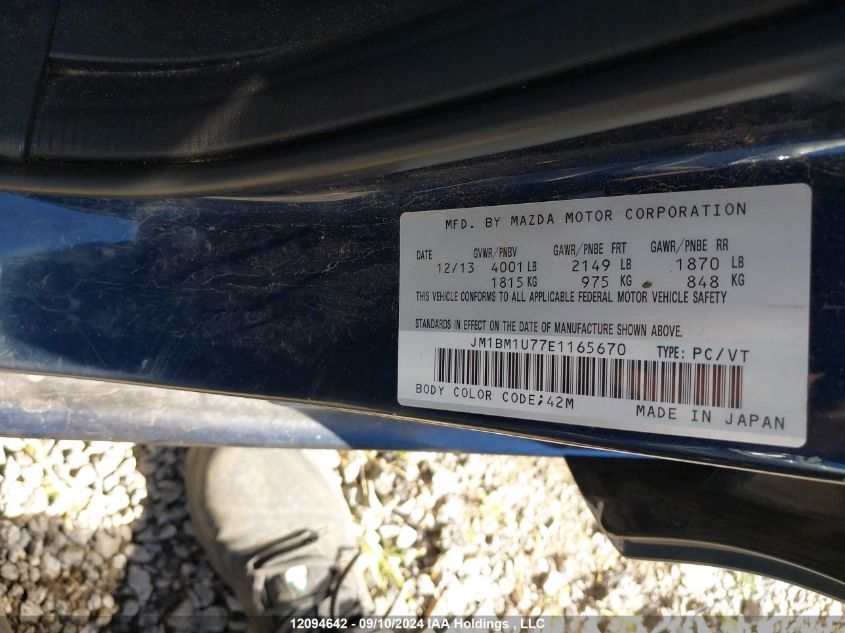 MFD. BY MAZDA MOTOR CORPORATION
DATE GVWR/PNBV GAWR/PNBE FRT GAWR/PNBE RR
12/13 4001 LB 2149 LB 1870 LB
1815 KG 975 KG 848 KG
THIS VEHICLE CONFORMS TO ALL APPLICABLE FEDERAL MOTOR VEHICLE SAFETY
STANDARDS IN EFFECT ON THE DATE OF MANUFACTURE SHOWN ABOVE.
JM1BM1U77E1165670 TYPE: PC/VT
BODY COLOR CODE;42M MADE IN JAPAN
12094642 - 09/10/2024 IAA Holdings , LLC